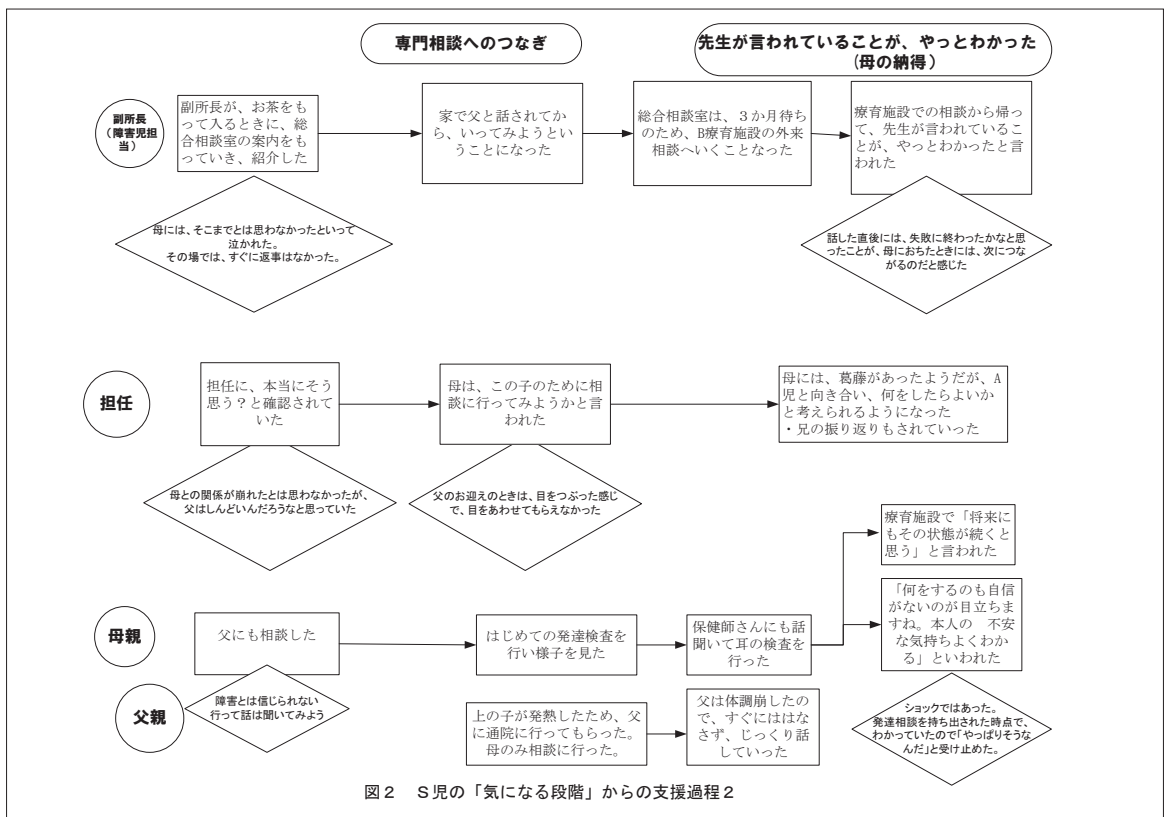 専門相談へのつなぎ
先生が言われていることが、やっとわかった
(母の納得）
副所長
（障害児担
当）
副所長が、お茶をも
って入るときに、総
合相談室の案内をも
っていき、紹介した
家で父と話されてか
ら、いってみようとい
うことになった
総合相談室は、３か月待ち
のため、B療育施設の外来
相談へいくことなった
療育施設での相談から帰っ
て、先生が言われているこ
とが、やっとわかったと言
われた
母には、そこまでとは思わなかったといって
泣かれた。
その場では、すぐに返事はなかった。
話した直後には、失敗に終わったかなと思
ったことが、母におちたときには、次につな
がるのだと感じた
担任
担任に、本当にそう
思う？と確認されて
いた
母は、この子のために相
談に行ってみようかと言
われた
母には、葛藤があったようだが、A
児と向き合い、何をしたらよいか
と考えられるようになった
・兄の振り返りもされていった
母との関係が崩れたとは思わなかったが、
父はしんどいんだろうなと思っていた
父のお迎えのときは、目をつぶった感じ
で、目をあわせてもらえなかった
療育施設で「将来に
もその状態が続くと
思う」と言われた
母親
父にも相談した
はじめての発達検査を
行い様子を見た
保健師さんにも話
聞いて耳の検査を
行った
「何をするのも自信
がないのが目立ちま
すね。本人の　不安
な気持ちよくわか
る」といわれた
父親
障害とは信じられない
行って話は聞いてみよう
上の子が発熱したため、父
に通院に行ってもらった。
母のみ相談に行った。
父は体調崩したの
で、すぐにははな
さず、じっくり話
していった
ショックではあった。
発達相談を持ち出された時点で、
わかっていたので「やっぱりそうな
んだ」と受け止めた。
図２　Ｓ児の「気になる段階」からの支援過程２